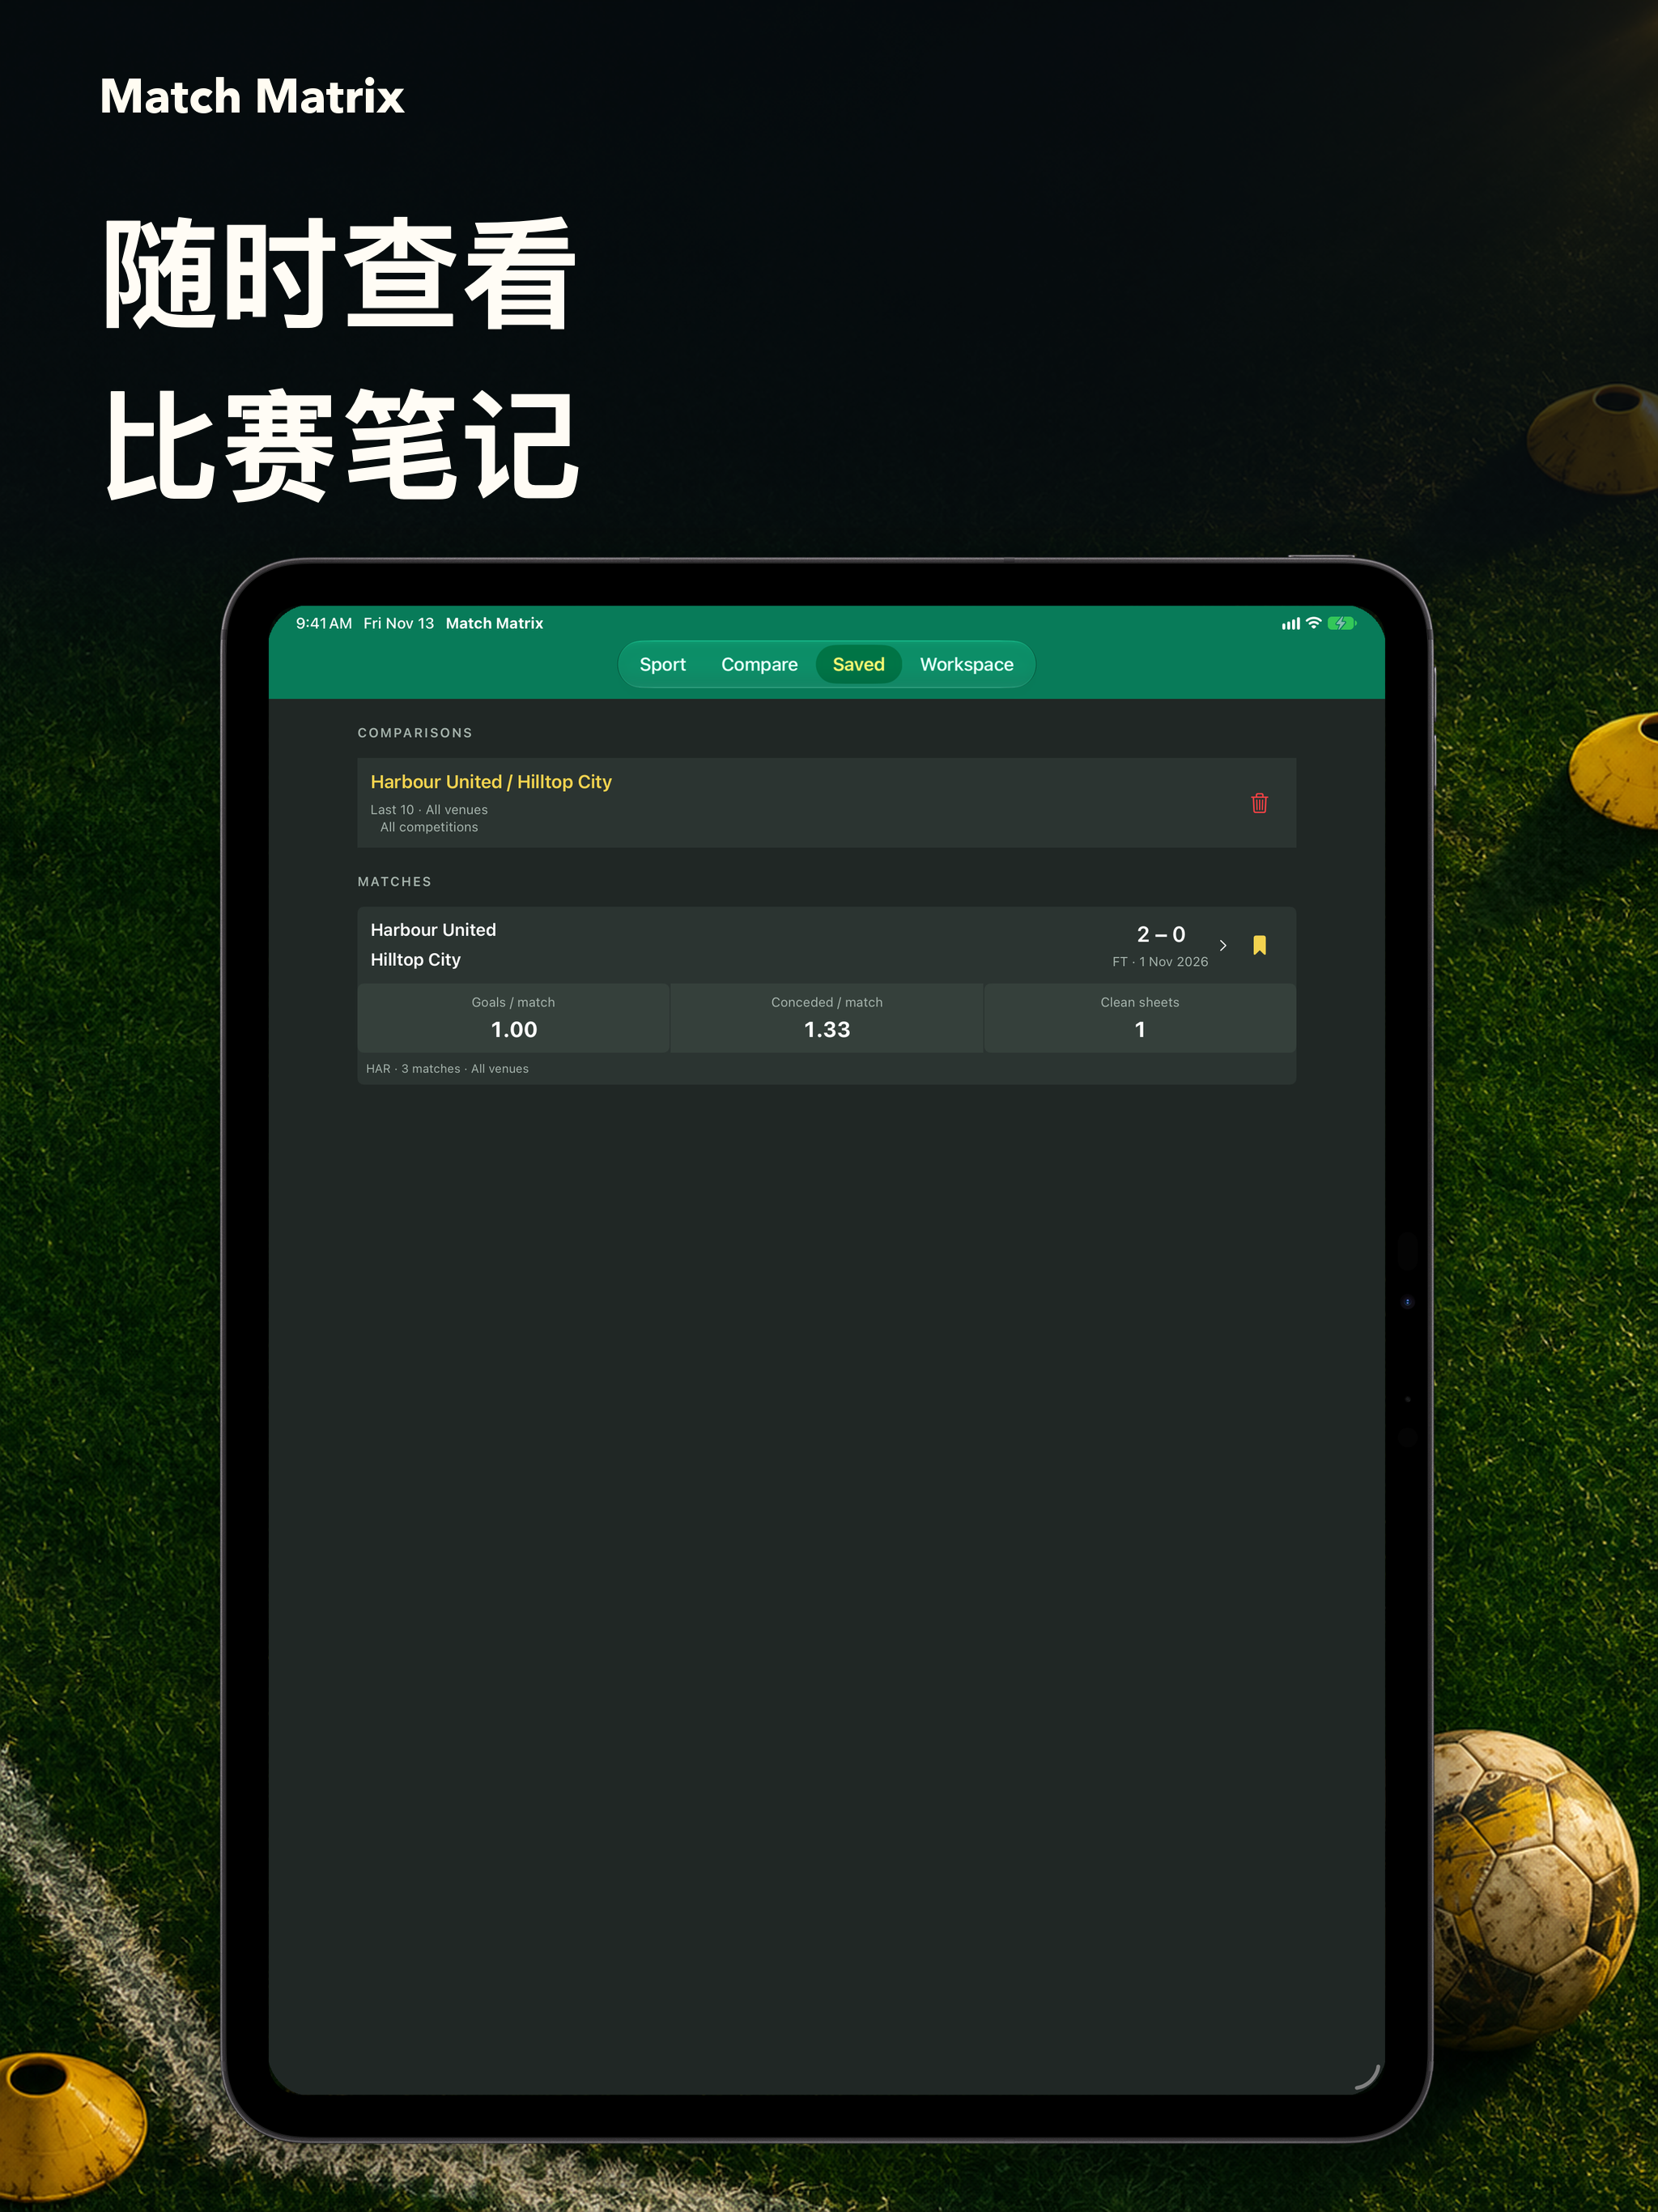 Match Matrix
随时查看
比赛笔记
9:41 AM Fri Nov 13 Match Matrix
Sport Compare Saved Workspace
COMPARISONS
Harbour United / Hilltop City
Last 10 · All venues
All competitions
MATCHES
Harbour United
2 – 0
Hilltop City
FT · 1 Nov 2026
Goals / match Conceded / match Clean sheets
1.00 1.33 1
HAR · 3 matches · All venues